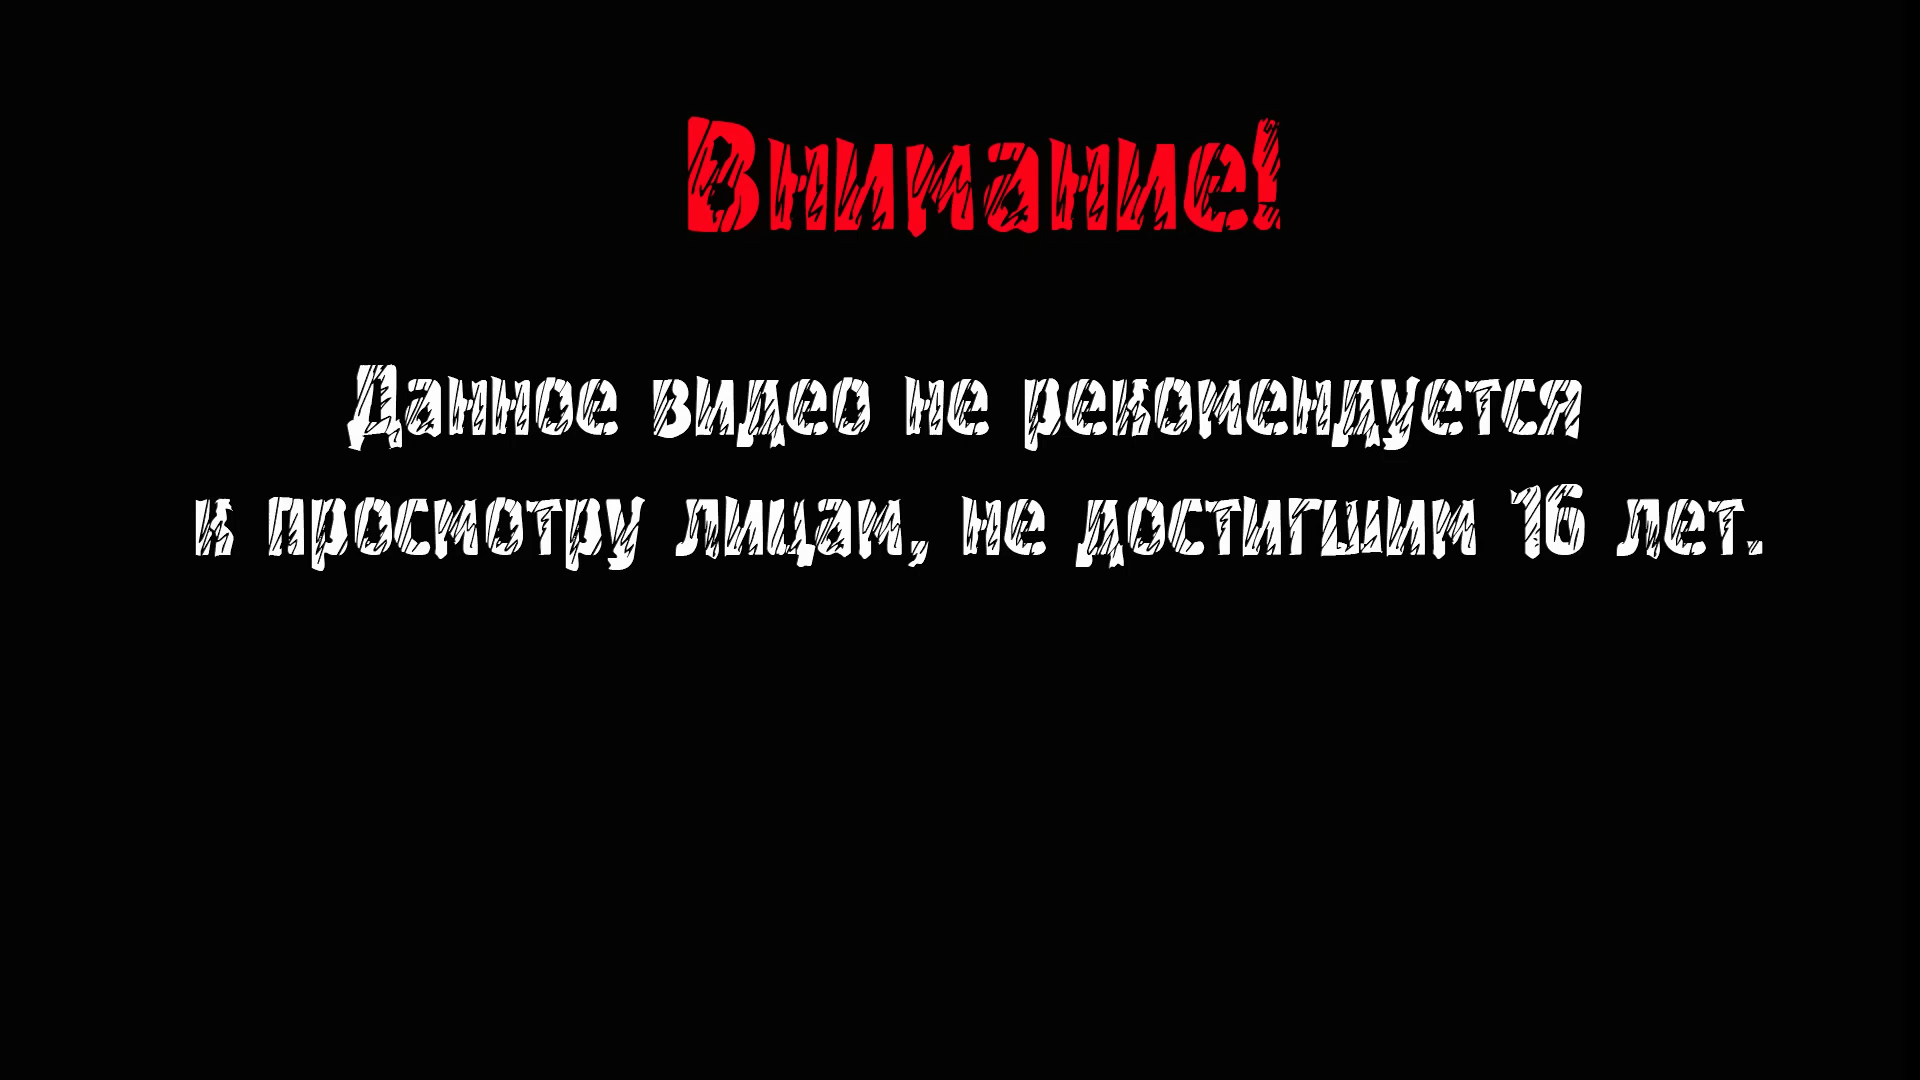 Внимание!
Данное видео не рекомендуется
к просмотру лицам, не достигшим 16 лет.